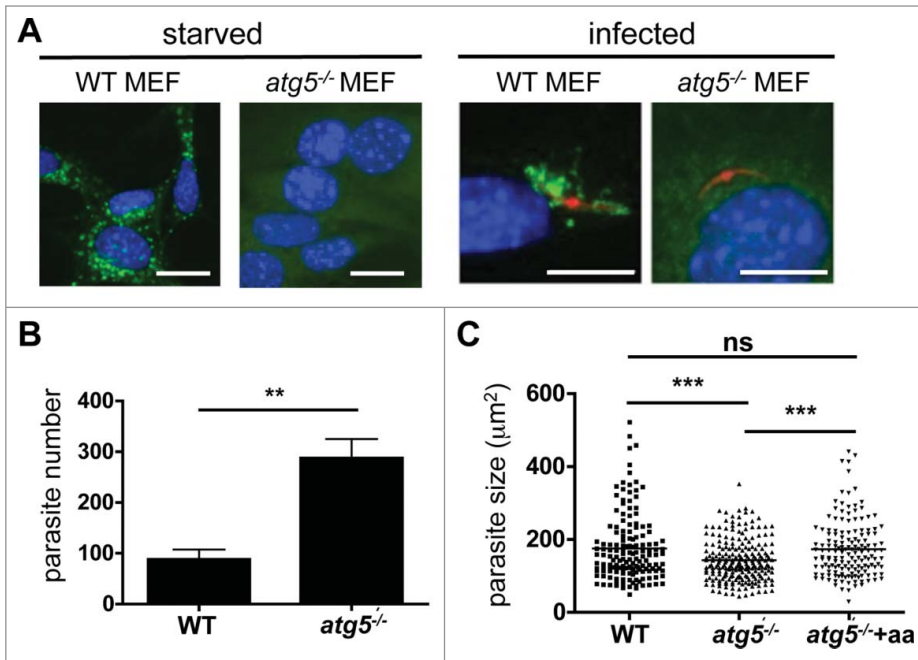 A
starved
infected
WT MEF
atg5-/- MEF
WT MEF
atg5-/- MEF
B
parasite number
400
300
200
100
0
**
WT
atg5-/-
C
parasite size (µm²)
600
400
200
0
ns
***
***
WT
atg5-/-
atg5-/-+aa